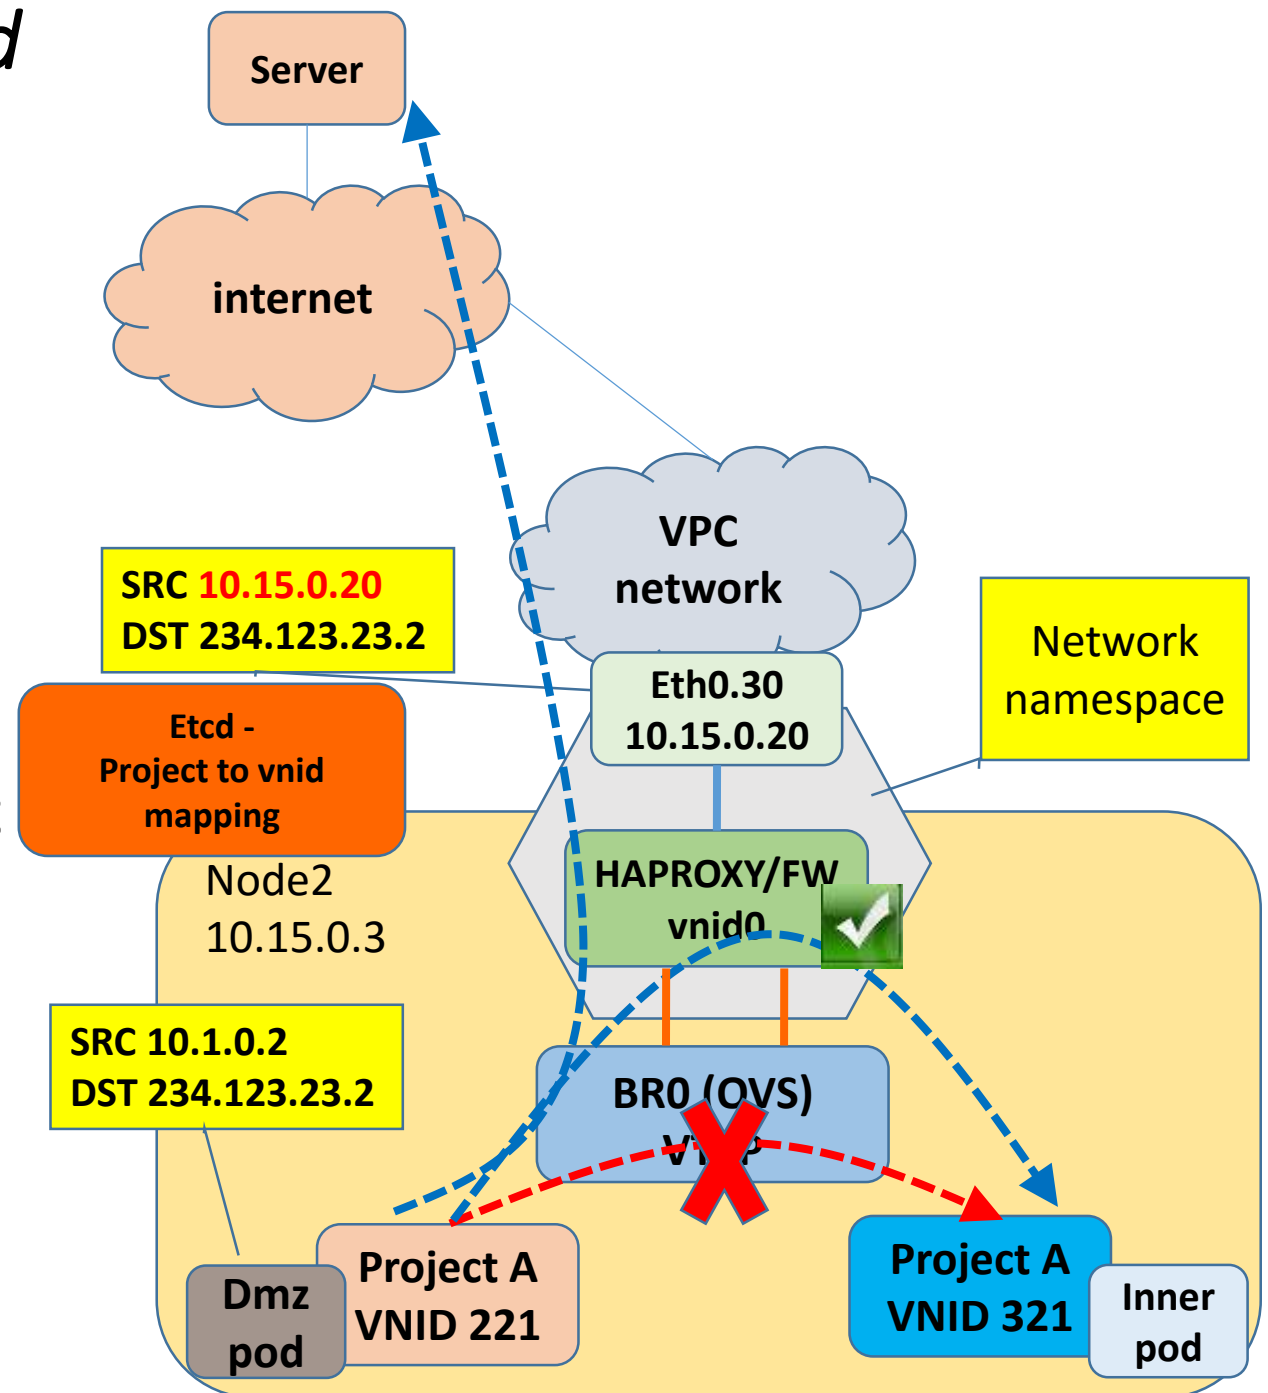 d
Server
internet
VPC
network
SRC 10.15.0.20
DST 234.123.23.2
Network
namespace
Eth0.30
10.15.0.20
Etcd -
Project to vnid
mapping
HAPROXY/FW
vnid0
Node2
10.15.0.3
SRC 10.1.0.2
DST 234.123.23.2
BR0 (OVS)
Project A
VNID 221
Dmz
pod
Project A
VNID 321
Inner
pod